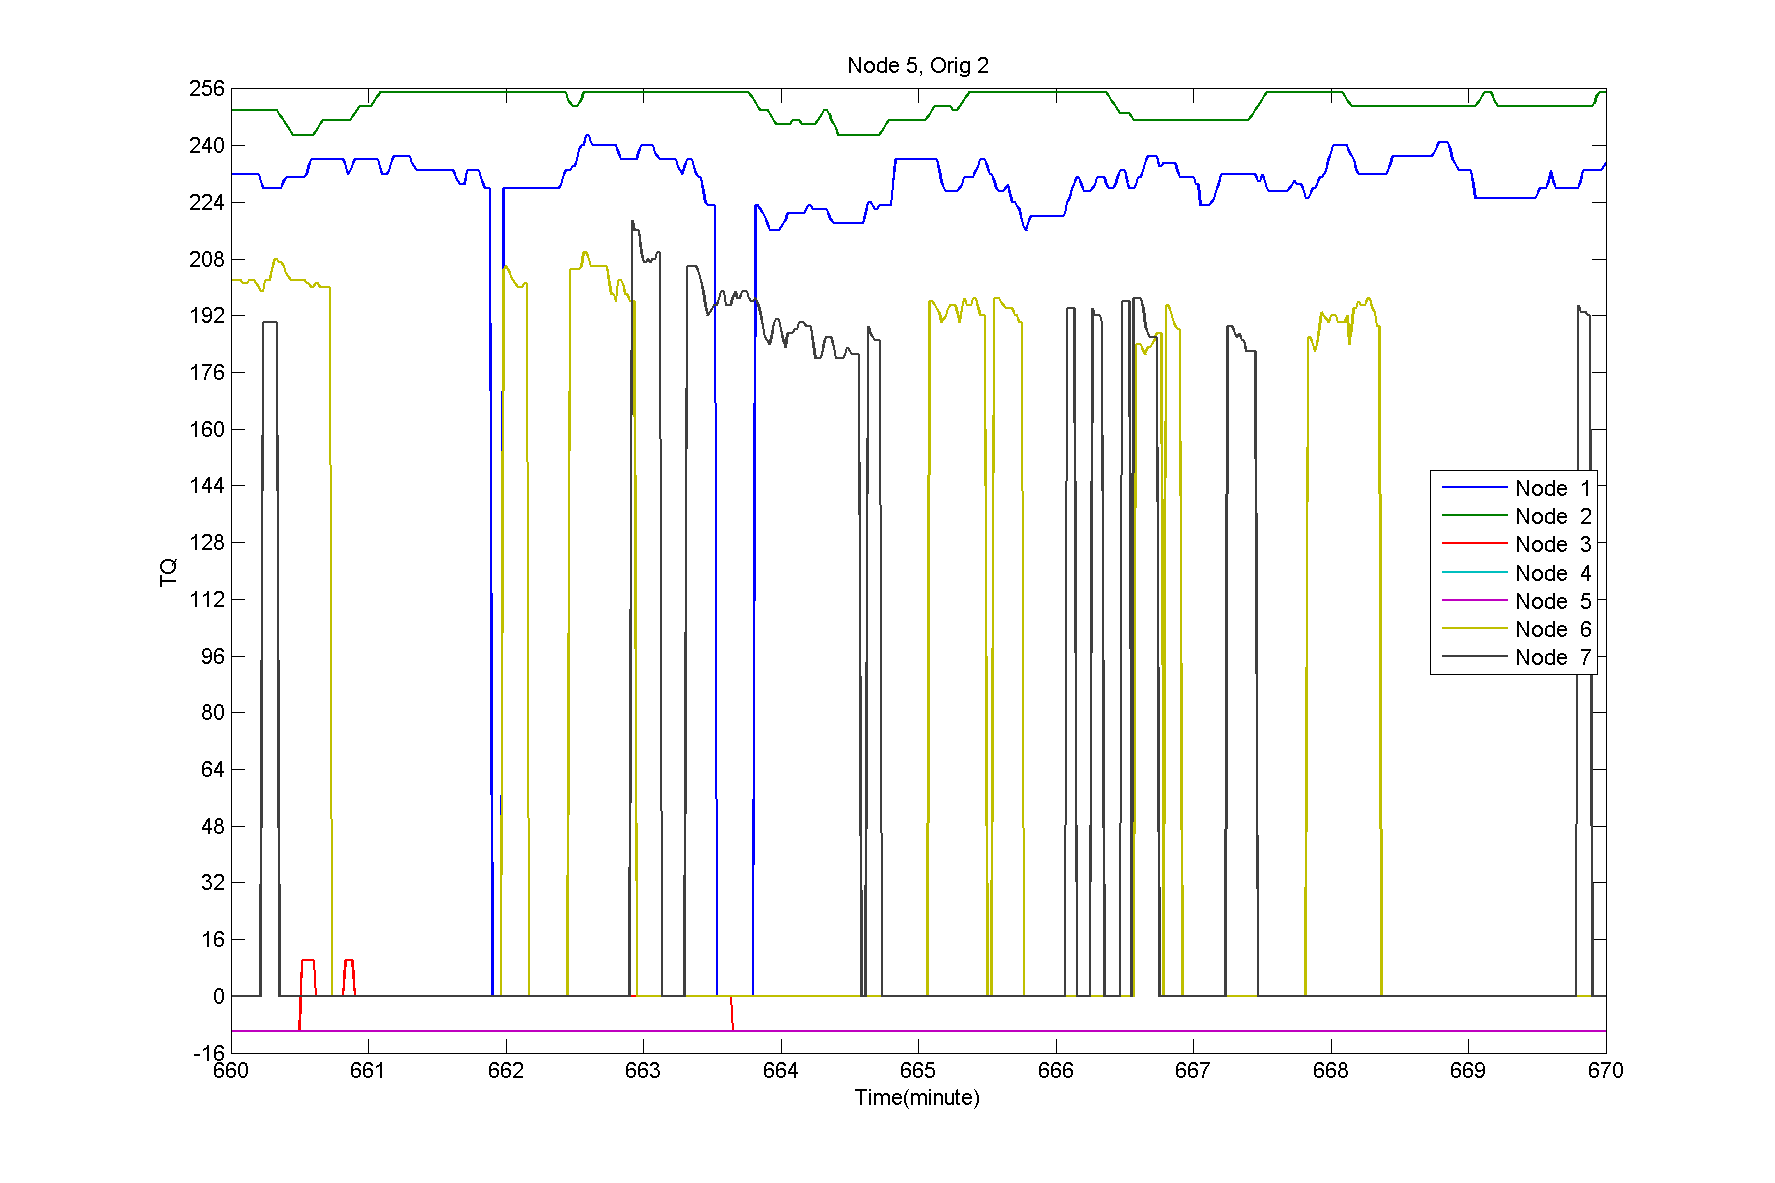 Node 5, Orig 2
256
240
224
208
192
176
160
144
128
112
96
80
64
48
32
16
0
-16
TQ
Node 1
Node 2
Node 3
Node 4
Node 5
Node 6
Node 7
660 661 662 663 664 665 666 667 668 669 670
Time(minute)